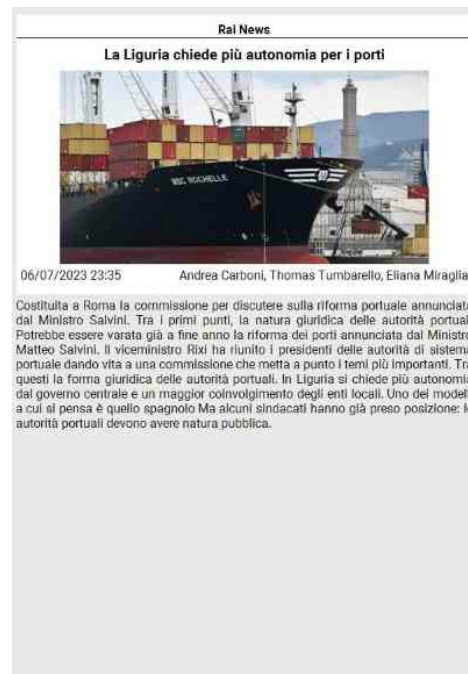 Rai News
La Liguria chiede più autonomia per i porti
MSC ROCHELLE
06/07/2023 23:35 Andrea Carboni, Thomas Tumbarello, Eliana Miraglia
Costituita a Roma la commissione per discutere sulla riforma portuale annunciata
dal Ministro Salvini. Tra i primi punti, la natura giuridica delle autorità portuali
Potrebbe essere varata già a fine anno la riforma dei porti annunciata dal Ministro
Matteo Salvini. Il viceministro Rixi ha riunito i presidenti delle autorità di sistema
portuale dando vita a una commissione che metta a punto i temi più importanti. Tra
questi la forma giuridica delle autorità portuali. In Liguria si chiede più autonomia
dal governo centrale e un maggior coinvolgimento degli enti locali. Uno dei modelli
a cui si pensa è quello spagnolo Ma alcuni sindacati hanno già preso posizione: le
autorità portuali devono avere natura pubblica.